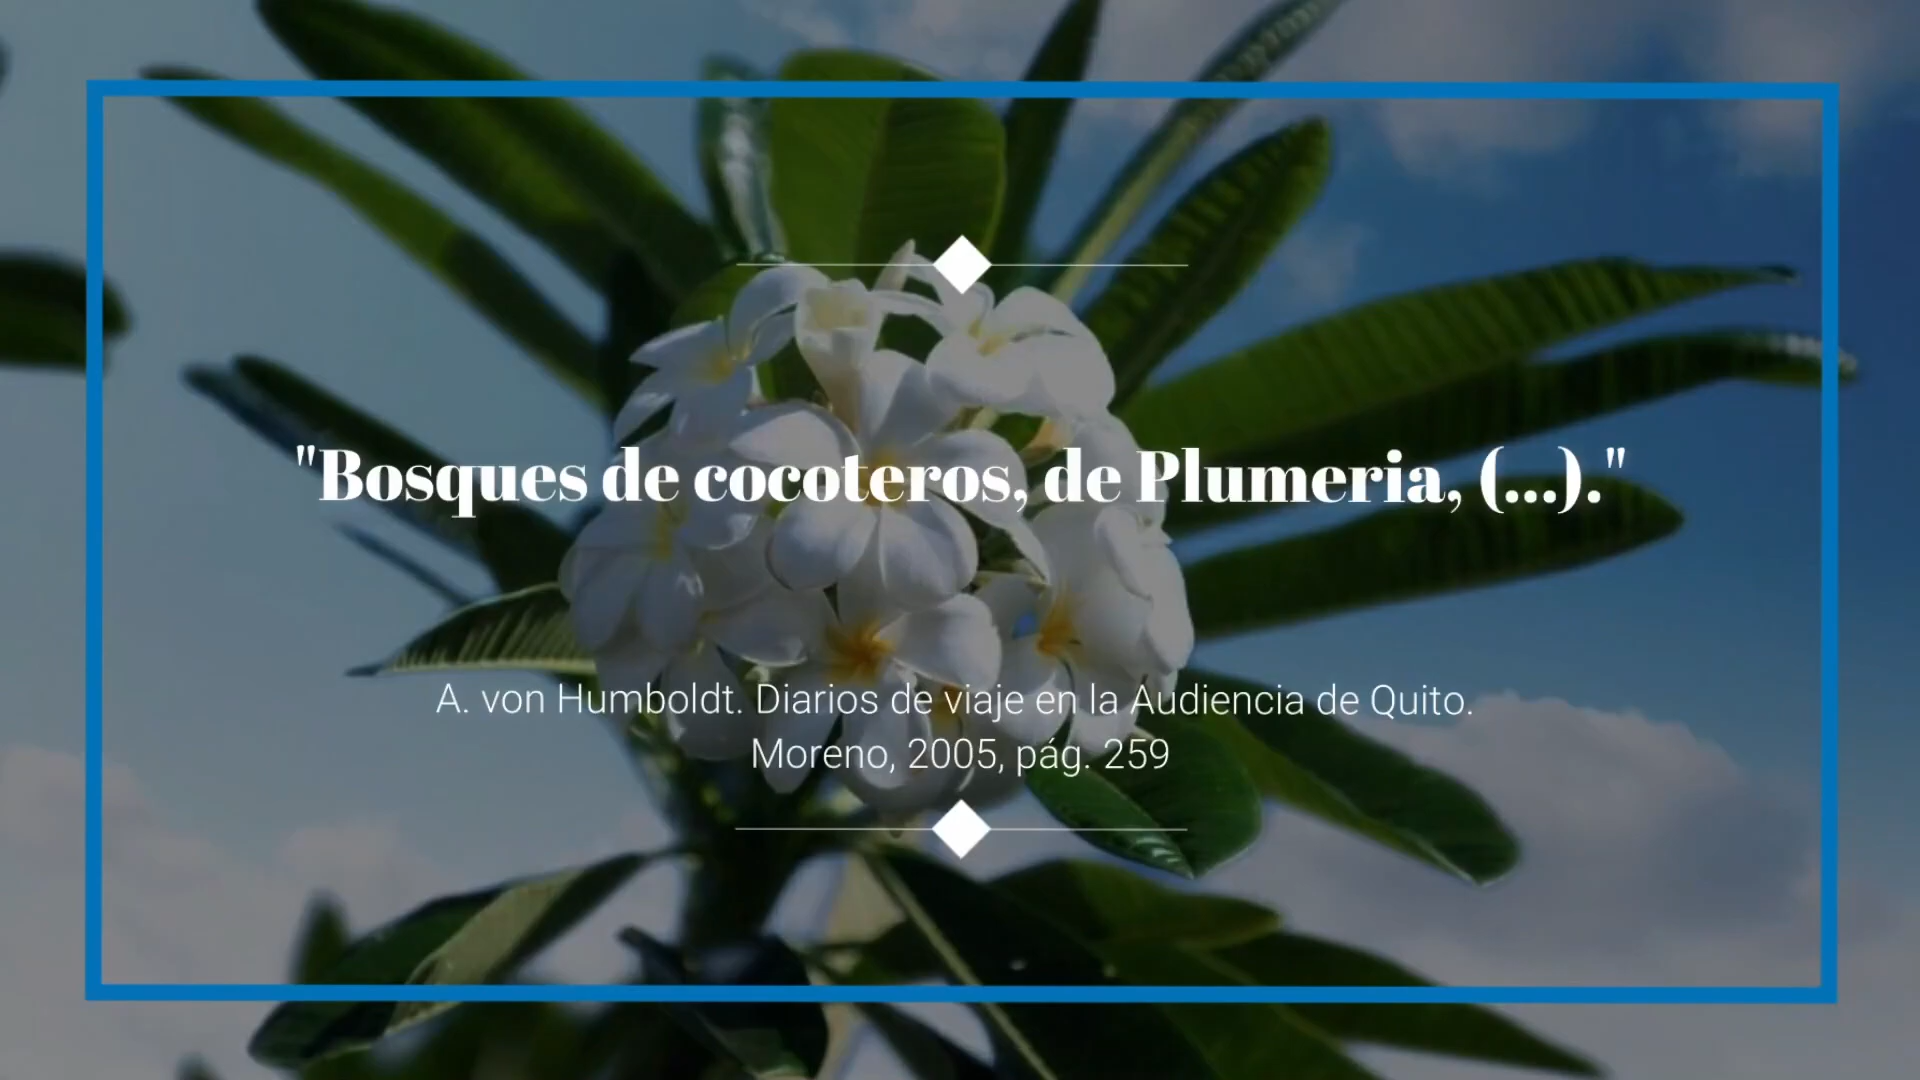 "Bosques de cocoteros, de Plumeria, (...)."
A. von Humboldt. Diarios de viaje en la Audiencia de Quito.
Moreno, 2005, pág. 259